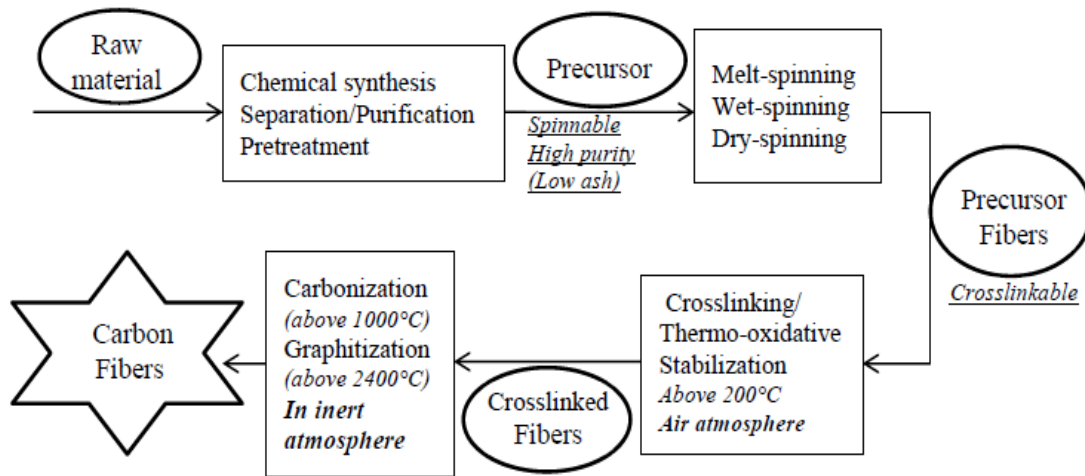 Raw
material
Chemical synthesis
Separation/Purification
Pretreatment
Precursor
Spinnable
High purity
(Low ash)
Melt-spinning
Wet-spinning
Dry-spinning
Precursor
Fibers
Crosslinkable
Crosslinking/
Thermo-oxidative
Stabilization
Above 200°C
Air atmosphere
Crosslinked
Fibers
Carbonization
(above 1000°C)
Graphitization
(above 2400°C)
In inert
atmosphere
Carbon
Fibers